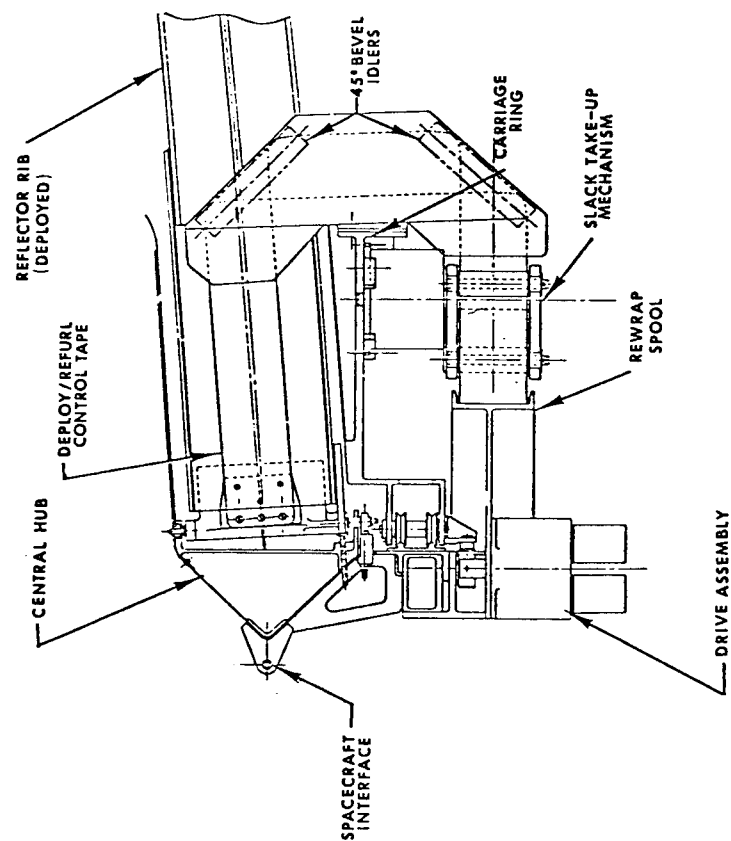 REFLECTOR RIB
(DEPLOYED)
DEPLOY/REFURL
CONTROL TAPE
CENTRAL HUB
45° BEVEL
IDLERS
CARRIAGE
RING
SLACK TAKE-UP
MECHANISM
REWRAP
SPOOL
SPACECRAFT
INTERFACE
DRIVE ASSEMBLY